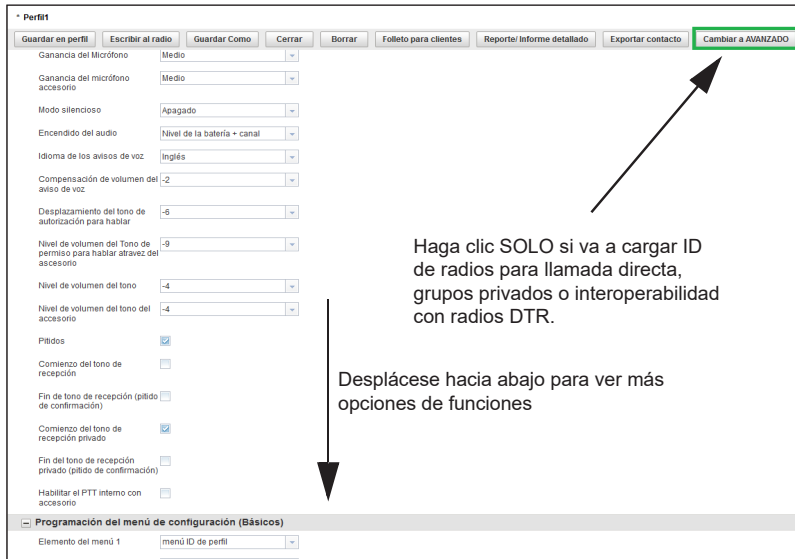 * Perfil1
Guardar en perfil Escribir al radio Guardar Como Cerrar Borrar Folleto para clientes Reporte/ Informe detallado Exportar contacto Cambiar a AVANZADO
Ganancia del Micrófono Medio
Ganancia del micrófono
accesorio Medio
Modo silencioso Apagado
Encendido del audio Nivel de la batería + canal
Idioma de los avisos de voz Inglés
Compensación de volumen del -2
aviso de voz
Desplazamiento del tono de -6
autorización para hablar
Nivel de volumen del Tono de -9
permiso para hablar atravez del
ascesorio
Nivel de volumen del tono -4
Nivel de volumen del tono del -4
accesorio
Pitidos
Comienzo del tono de
recepción
Fin de tono de recepción (pitido
de confirmación)
Comienzo del tono de
recepción privado
Fin del tono de recepción
privado (pitido de confirmación)
Habilitar el PTT interno con
accesorio
Haga clic SOLO si va a cargar ID
de radios para llamada directa,
grupos privados o interoperabilidad
con radios DTR.
Desplácese hacia abajo para ver más
opciones de funciones
Programación del menú de configuración (Básicos)
Elemento del menú 1 menú ID de perfil